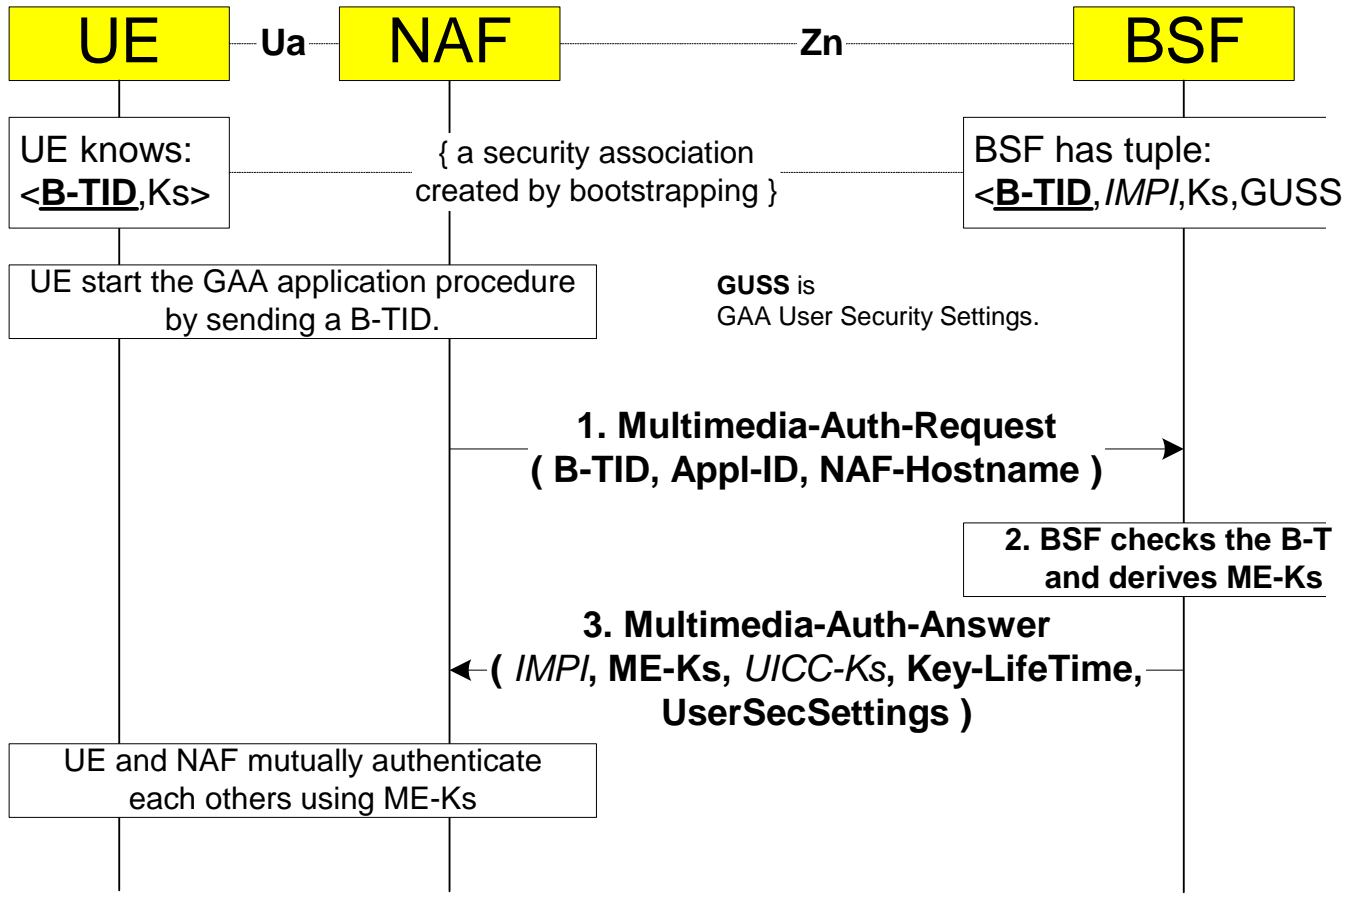 UE
Ua
NAF
Zn
BSF
UE knows:
<B-TID,Ks>
{ a security association
created by bootstrapping }
BSF has tuple:
<B-TID,IMPI,Ks,GUSS
UE start the GAA application procedure
by sending a B-TID.
GUSS is
GAA User Security Settings.
1. Multimedia-Auth-Request
( B-TID, Appl-ID, NAF-Hostname )
2. BSF checks the B-T
and derives ME-Ks
3. Multimedia-Auth-Answer
( IMPI, ME-Ks, UICC-Ks, Key-LifeTime,
UserSecSettings )
UE and NAF mutually authenticate
each others using ME-Ks